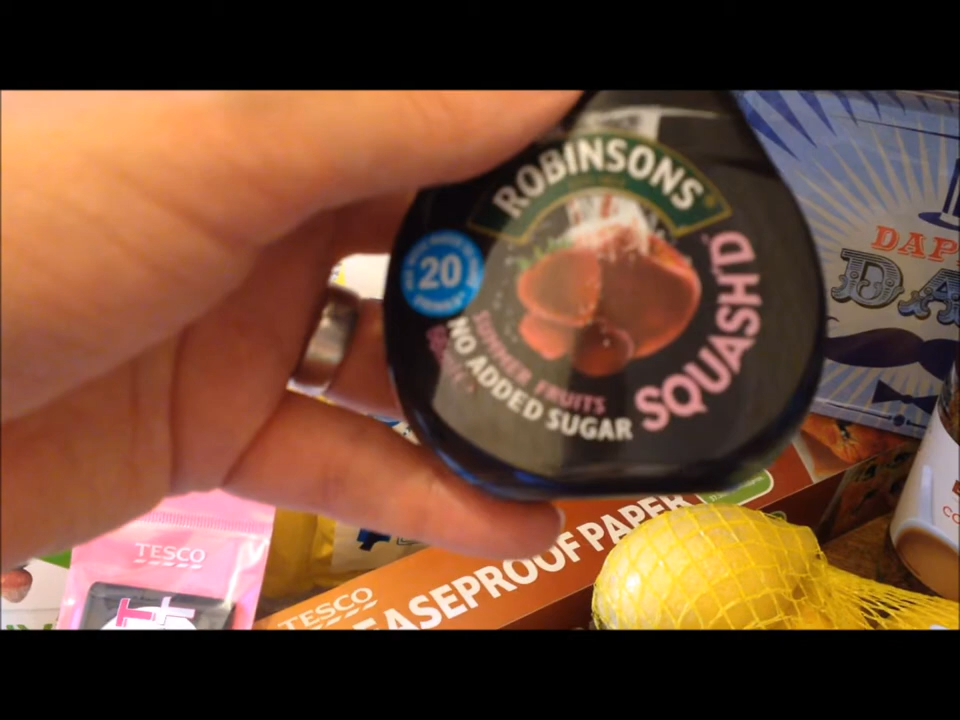 ROBINSONS
SQUASH'D
20
SUMMER FRUITS
NO ADDED SUGAR
DAP
DA
TESCO
TESCO
EASEPROOF PAPER